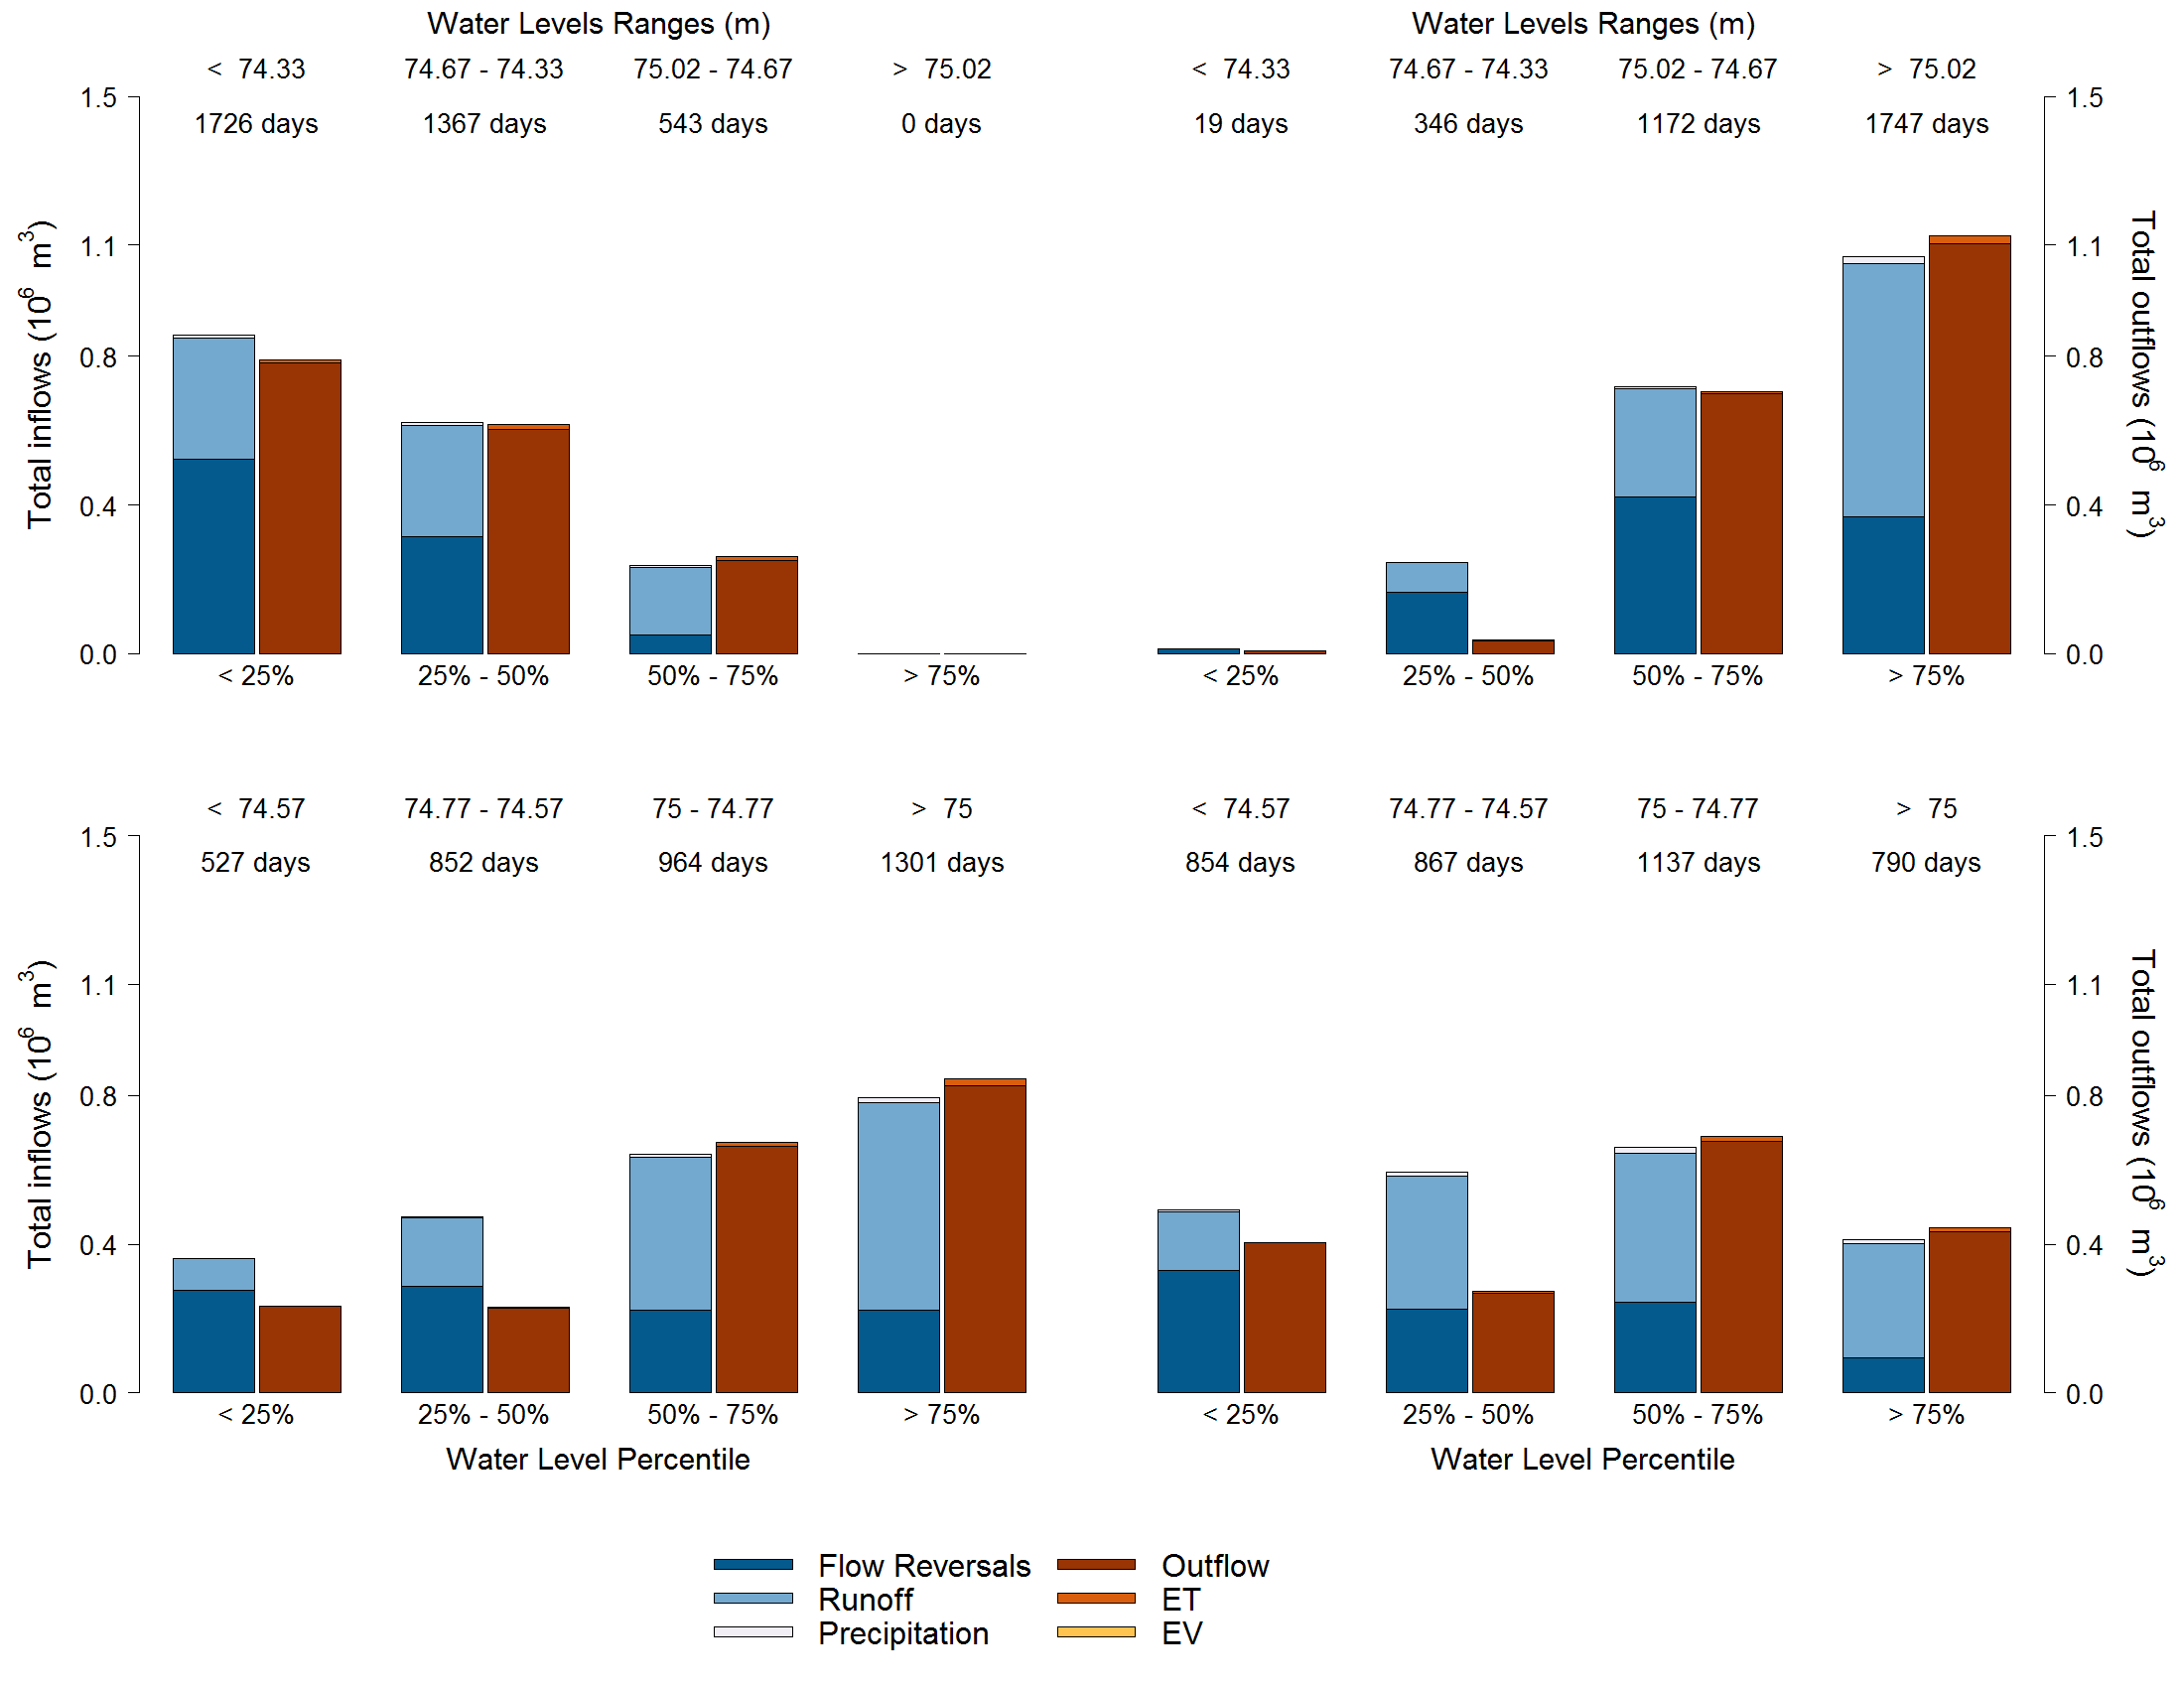 Water Levels Ranges (m) Water Levels Ranges (m)
< 74.33 74.67 - 74.33 75.02 - 74.67 > 75.02 < 74.33 74.67 - 74.33 75.02 - 74.67 > 75.02
1.5 1.5
1726 days 1367 days 543 days 0 days 19 days 346 days 1172 days 1747 days
1.1 1.1
0.8 0.8
0.4 0.4
0.0 0.0
Total inflows (10⁶ m³)
Total outflows (10⁶ m³)
< 25% 25% - 50% 50% - 75% > 75% < 25% 25% - 50% 50% - 75% > 75%
< 74.57 74.77 - 74.57 75 - 74.77 > 75 < 74.57 74.77 - 74.57 75 - 74.77 > 75
1.5 1.5
527 days 852 days 964 days 1301 days 854 days 867 days 1137 days 790 days
1.1 1.1
0.8 0.8
0.4 0.4
0.0 0.0
Total inflows (10⁶ m³)
Total outflows (10⁶ m³)
< 25% 25% - 50% 50% - 75% > 75% < 25% 25% - 50% 50% - 75% > 75%
Water Level Percentile Water Level Percentile
Flow Reversals Outflow
Runoff ET
Precipitation EV